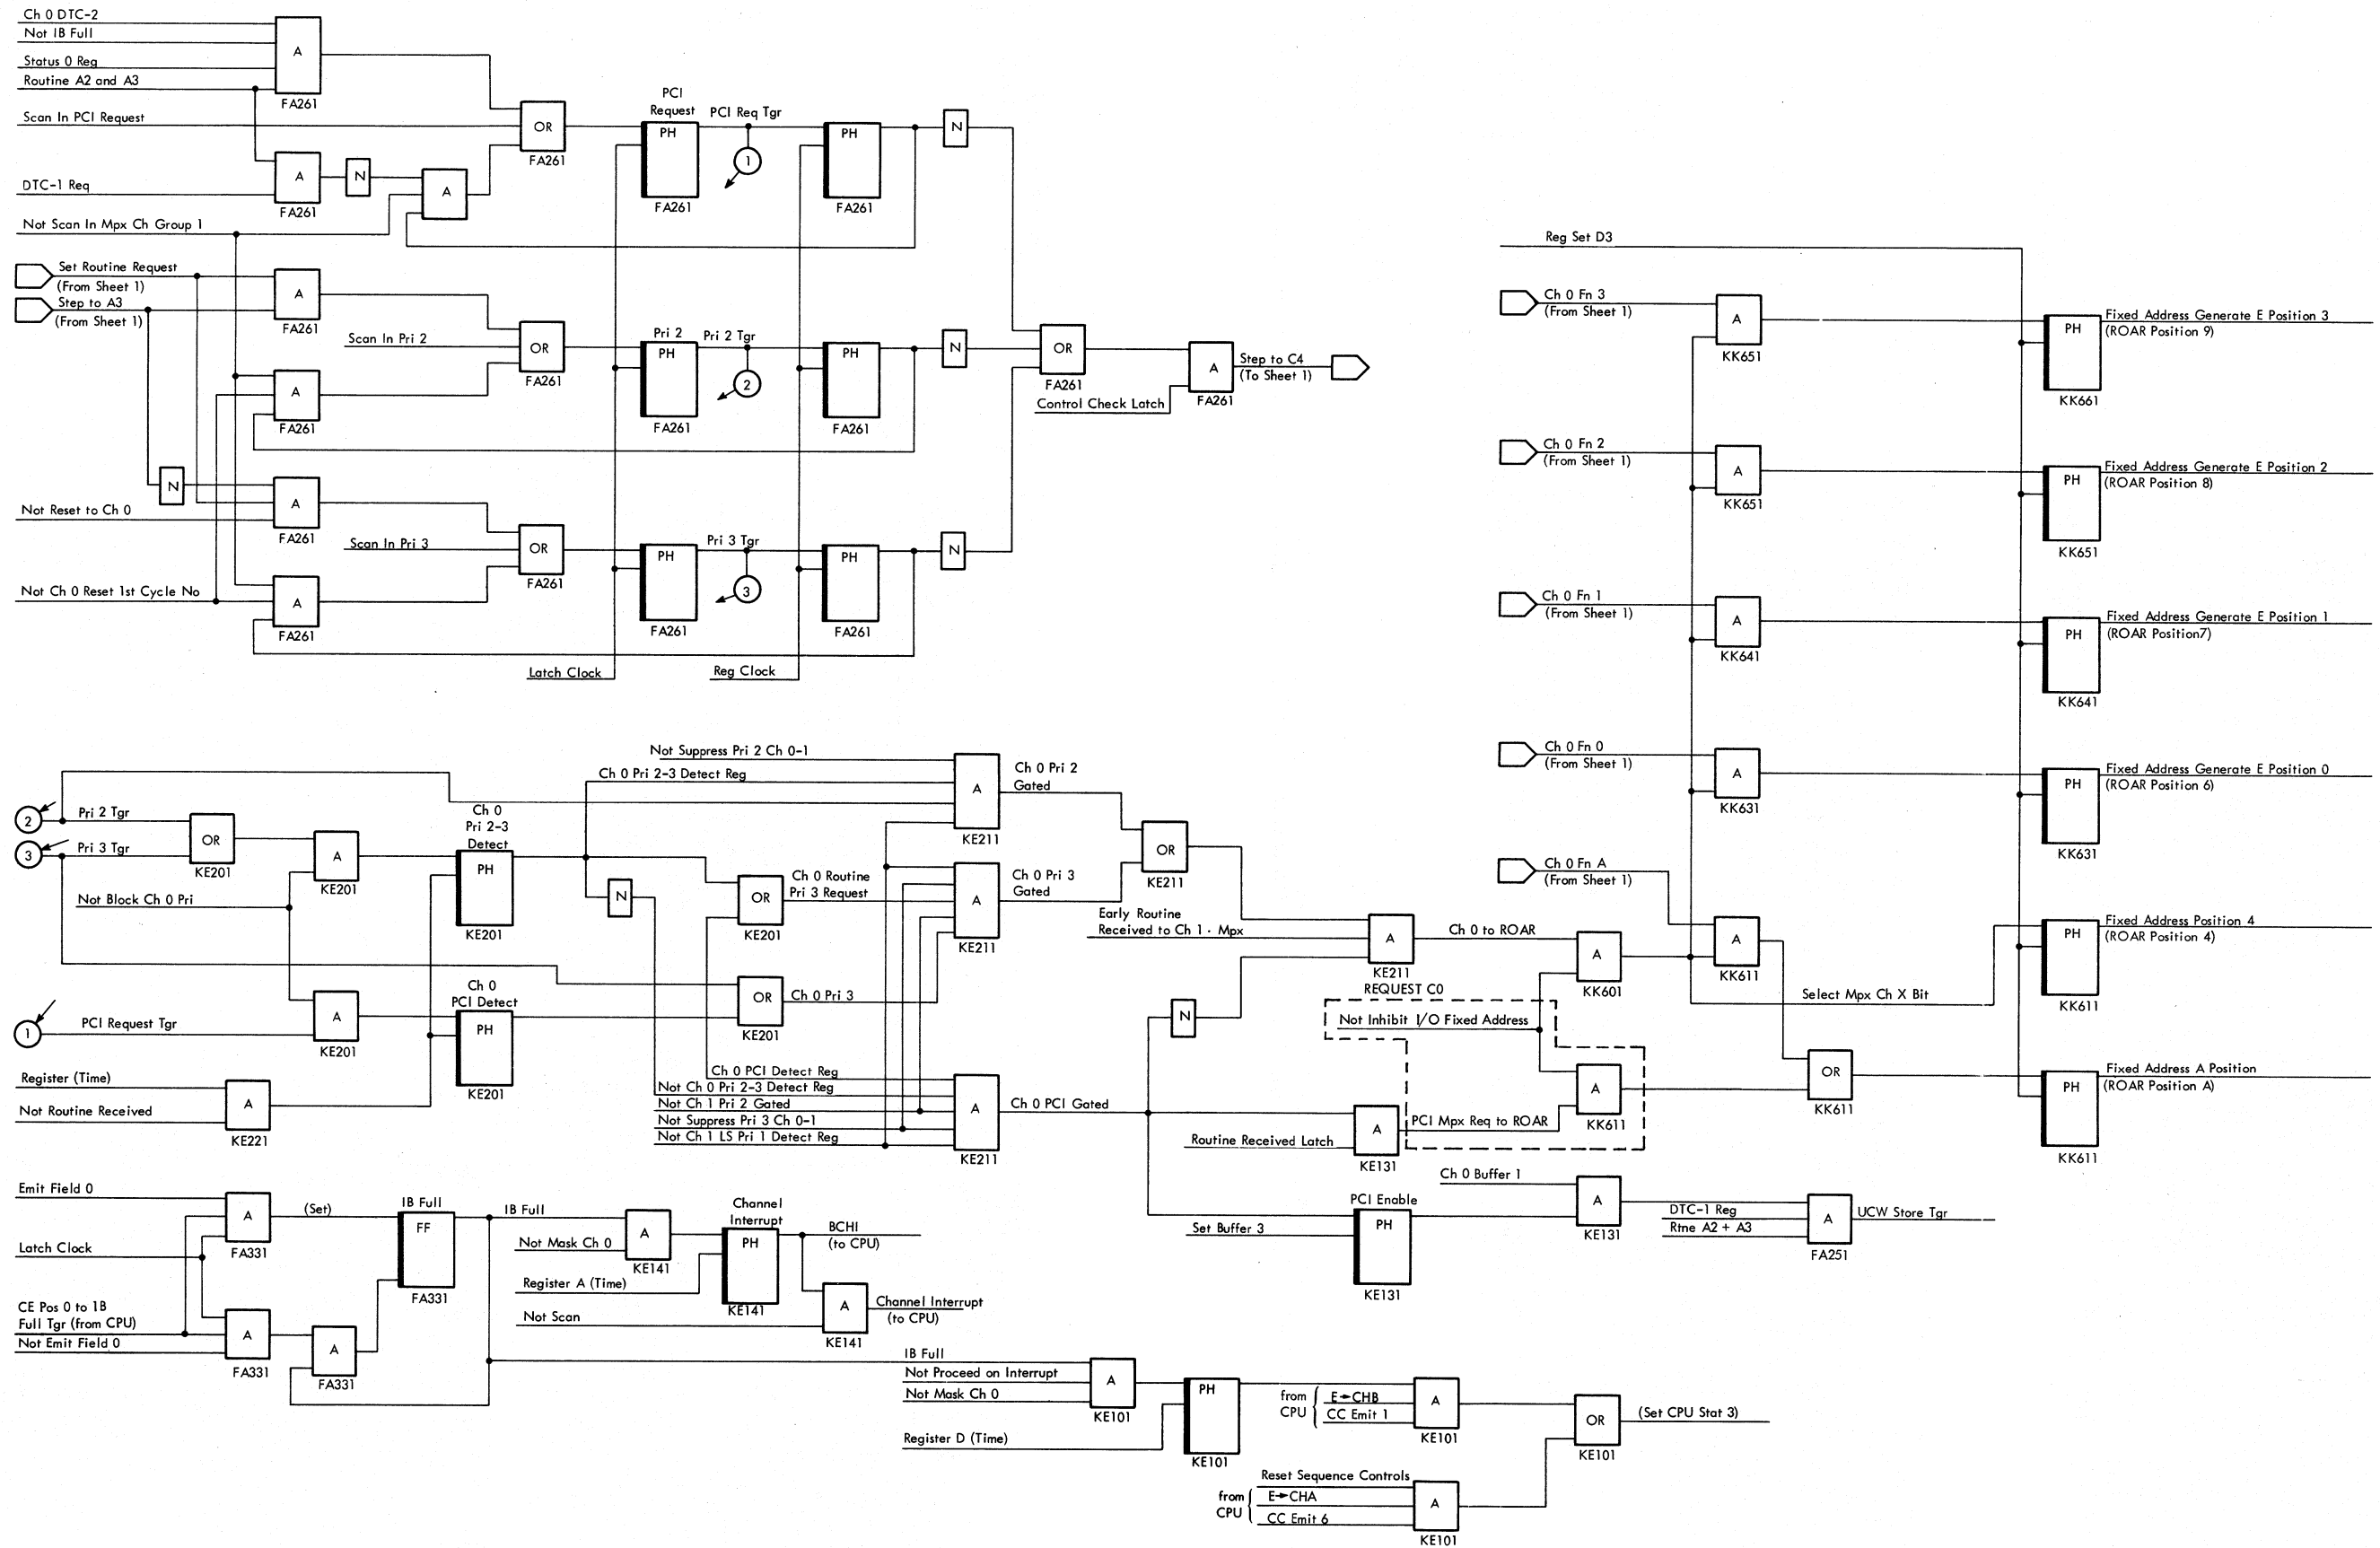 Ch 0 DTC-2
Not IB Full
Status 0 Reg
Routine A2 and A3
A
FA261
Scan In PCI Request
OR
FA261
PCI
Request
PH
FA261
PCI Req Tgr
1
PH
FA261
N
DTC-1 Req
A
FA261
N
A
Not Scan In Mpx Ch Group 1
Set Routine Request
(From Sheet 1)
Step to A3
(From Sheet 1)
A
FA261
Scan In Pri 2
OR
FA261
Pri 2
PH
FA261
Pri 2 Tgr
2
PH
FA261
N
OR
FA261
Control Check Latch
A
FA261
Step to C4
(To Sheet 1)
A
FA261
N
Not Reset to Ch 0
A
FA261
Scan In Pri 3
OR
FA261
PH
FA261
Pri 3 Tgr
3
PH
FA261
N
Not Ch 0 Reset 1st Cycle No
A
FA261
Latch Clock
Reg Clock
Reg Set D3
Ch 0 Fn 3
(From Sheet 1)
A
KK651
PH
KK661
Fixed Address Generate E Position 3
(ROAR Position 9)
Ch 0 Fn 2
(From Sheet 1)
A
KK651
PH
KK651
Fixed Address Generate E Position 2
(ROAR Position 8)
Ch 0 Fn 1
(From Sheet 1)
A
KK641
PH
KK641
Fixed Address Generate E Position 1
(ROAR Position7)
Ch 0 Fn 0
(From Sheet 1)
A
KK631
PH
KK631
Fixed Address Generate E Position 0
(ROAR Position 6)
Ch 0 Fn A
(From Sheet 1)
A
KK611
PH
KK611
Fixed Address Position 4
(ROAR Position 4)
Select Mpx Ch X Bit
OR
KK611
PH
KK611
Fixed Address A Position
(ROAR Position A)
2
Pri 2 Tgr
3
Pri 3 Tgr
OR
KE201
A
KE201
Not Block Ch 0 Pri
Ch 0
Pri 2-3
Detect
PH
KE201
N
Not Suppress Pri 2 Ch 0-1
Ch 0 Pri 2-3 Detect Reg
A
KE211
Ch 0 Pri 2
Gated
OR
KE201
Ch 0 Routine
Pri 3 Request
A
KE211
Ch 0 Pri 3
Gated
OR
KE211
Early Routine
Received to Ch 1 · Mpx
A
KE211
Ch 0 to ROAR
A
KK601
1
PCI Request Tgr
A
KE201
Ch 0
PCI Detect
PH
KE201
OR
KE201
Ch 0 Pri 3
N
REQUEST C0
Not Inhibit I/O Fixed Address
A
KK611
PCI Mpx Req to ROAR
Register (Time)
Not Routine Received
A
KE221
Ch 0 PCI Detect Reg
Not Ch 0 Pri 2-3 Detect Reg
Not Ch 1 Pri 2 Gated
Not Suppress Pri 3 Ch 0-1
Not Ch 1 LS Pri 1 Detect Reg
A
KE211
Ch 0 PCI Gated
Routine Received Latch
A
KE131
Emit Field 0
Latch Clock
CE Pos 0 to 1B
Full Tgr (from CPU)
Not Emit Field 0
A
FA331
(Set)
A
FA331
A
FA331
IB Full
FF
FA331
IB Full
Not Mask Ch 0
A
KE141
Register A (Time)
Channel
Interrupt
PH
KE141
BCHI
(to CPU)
Not Scan
A
KE141
Channel Interrupt
(to CPU)
Set Buffer 3
PCI Enable
PH
KE131
Ch 0 Buffer 1
A
KE131
DTC-1 Reg
Rtne A2 + A3
A
FA251
UCW Store Tgr
IB Full
Not Proceed on Interrupt
Not Mask Ch 0
A
KE101
Register D (Time)
PH
KE101
from
CPU
E→CHB
CC Emit 1
A
KE101
OR
KE101
(Set CPU Stat 3)
Reset Sequence Controls
from
CPU
E→CHA
CC Emit 6
A
KE101